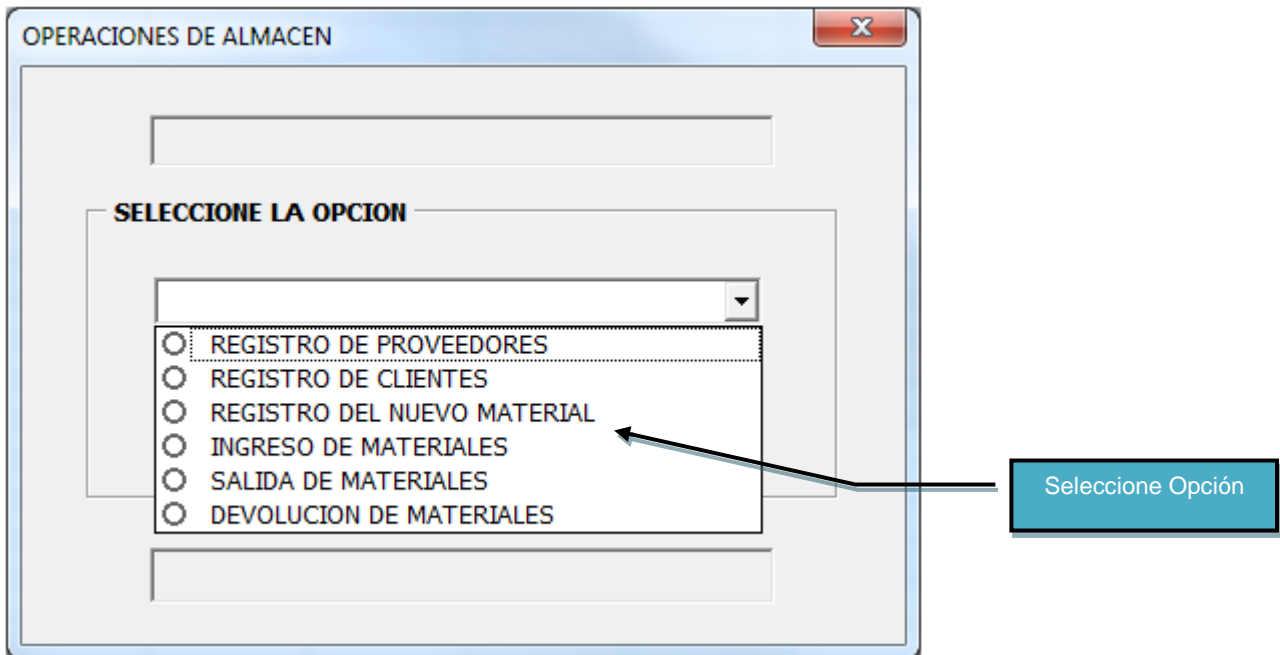 OPERACIONES DE ALMACEN
SELECCIONE LA OPCION
REGISTRO DE PROVEEDORES
REGISTRO DE CLIENTES
REGISTRO DEL NUEVO MATERIAL
INGRESO DE MATERIALES
SALIDA DE MATERIALES
DEVOLUCION DE MATERIALES
Seleccione Opción